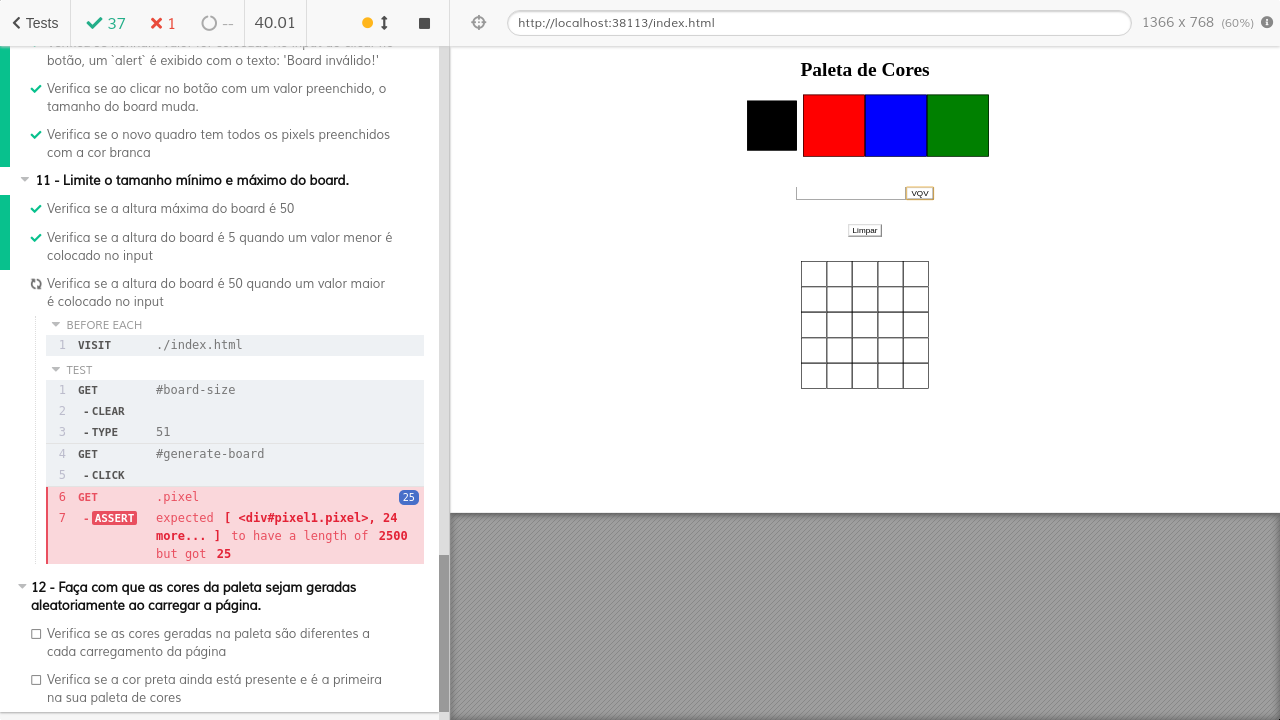 Tests
37
1
--
40.01
http://localhost:38113/index.html
1366 x 768 (60%)
botão, um `alert` é exibido com o texto: 'Board inválido!'
Verifica se ao clicar no botão com um valor preenchido, o
tamanho do board muda.
Verifica se o novo quadro tem todos os pixels preenchidos
com a cor branca
11 - Limite o tamanho mínimo e máximo do board.
Verifica se a altura máxima do board é 50
Verifica se a altura do board é 5 quando um valor menor é
colocado no input
Verifica se a altura do board é 50 quando um valor maior
é colocado no input
BEFORE EACH
1 VISIT ./index.html
TEST
1 GET #board-size
2 -CLEAR
3 -TYPE 51
4 GET #generate-board
5 -CLICK
6 GET .pixel 25
7 -ASSERT expected [ <div#pixel1.pixel>, 24
more... ] to have a length of 2500
but got 25
12 - Faça com que as cores da paleta sejam geradas
aleatoriamente ao carregar a página.
Verifica se as cores geradas na paleta são diferentes a
cada carregamento da página
Verifica se a cor preta ainda está presente e é a primeira
na sua paleta de cores
Paleta de Cores
VQV
Limpar